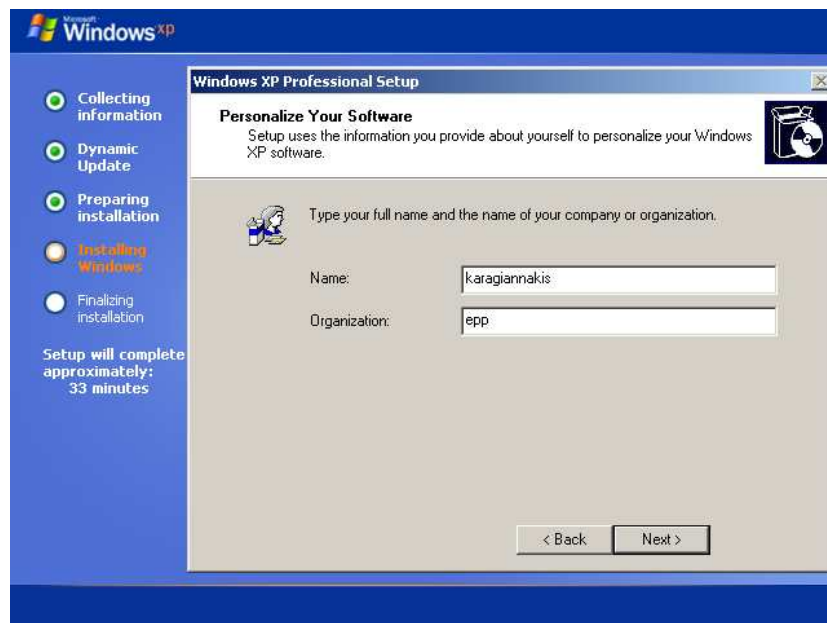 Microsoft
Windows xp
Collecting
information
Dynamic
Update
Preparing
installation
Installing
Windows
Finalizing
installation
Setup will complete
approximately:
33 minutes
Windows XP Professional Setup
Personalize Your Software
Setup uses the information you provide about yourself to personalize your Windows
XP software.
Type your full name and the name of your company or organization.
Name:
karagiannakis
Organization:
epp
< Back
Next >